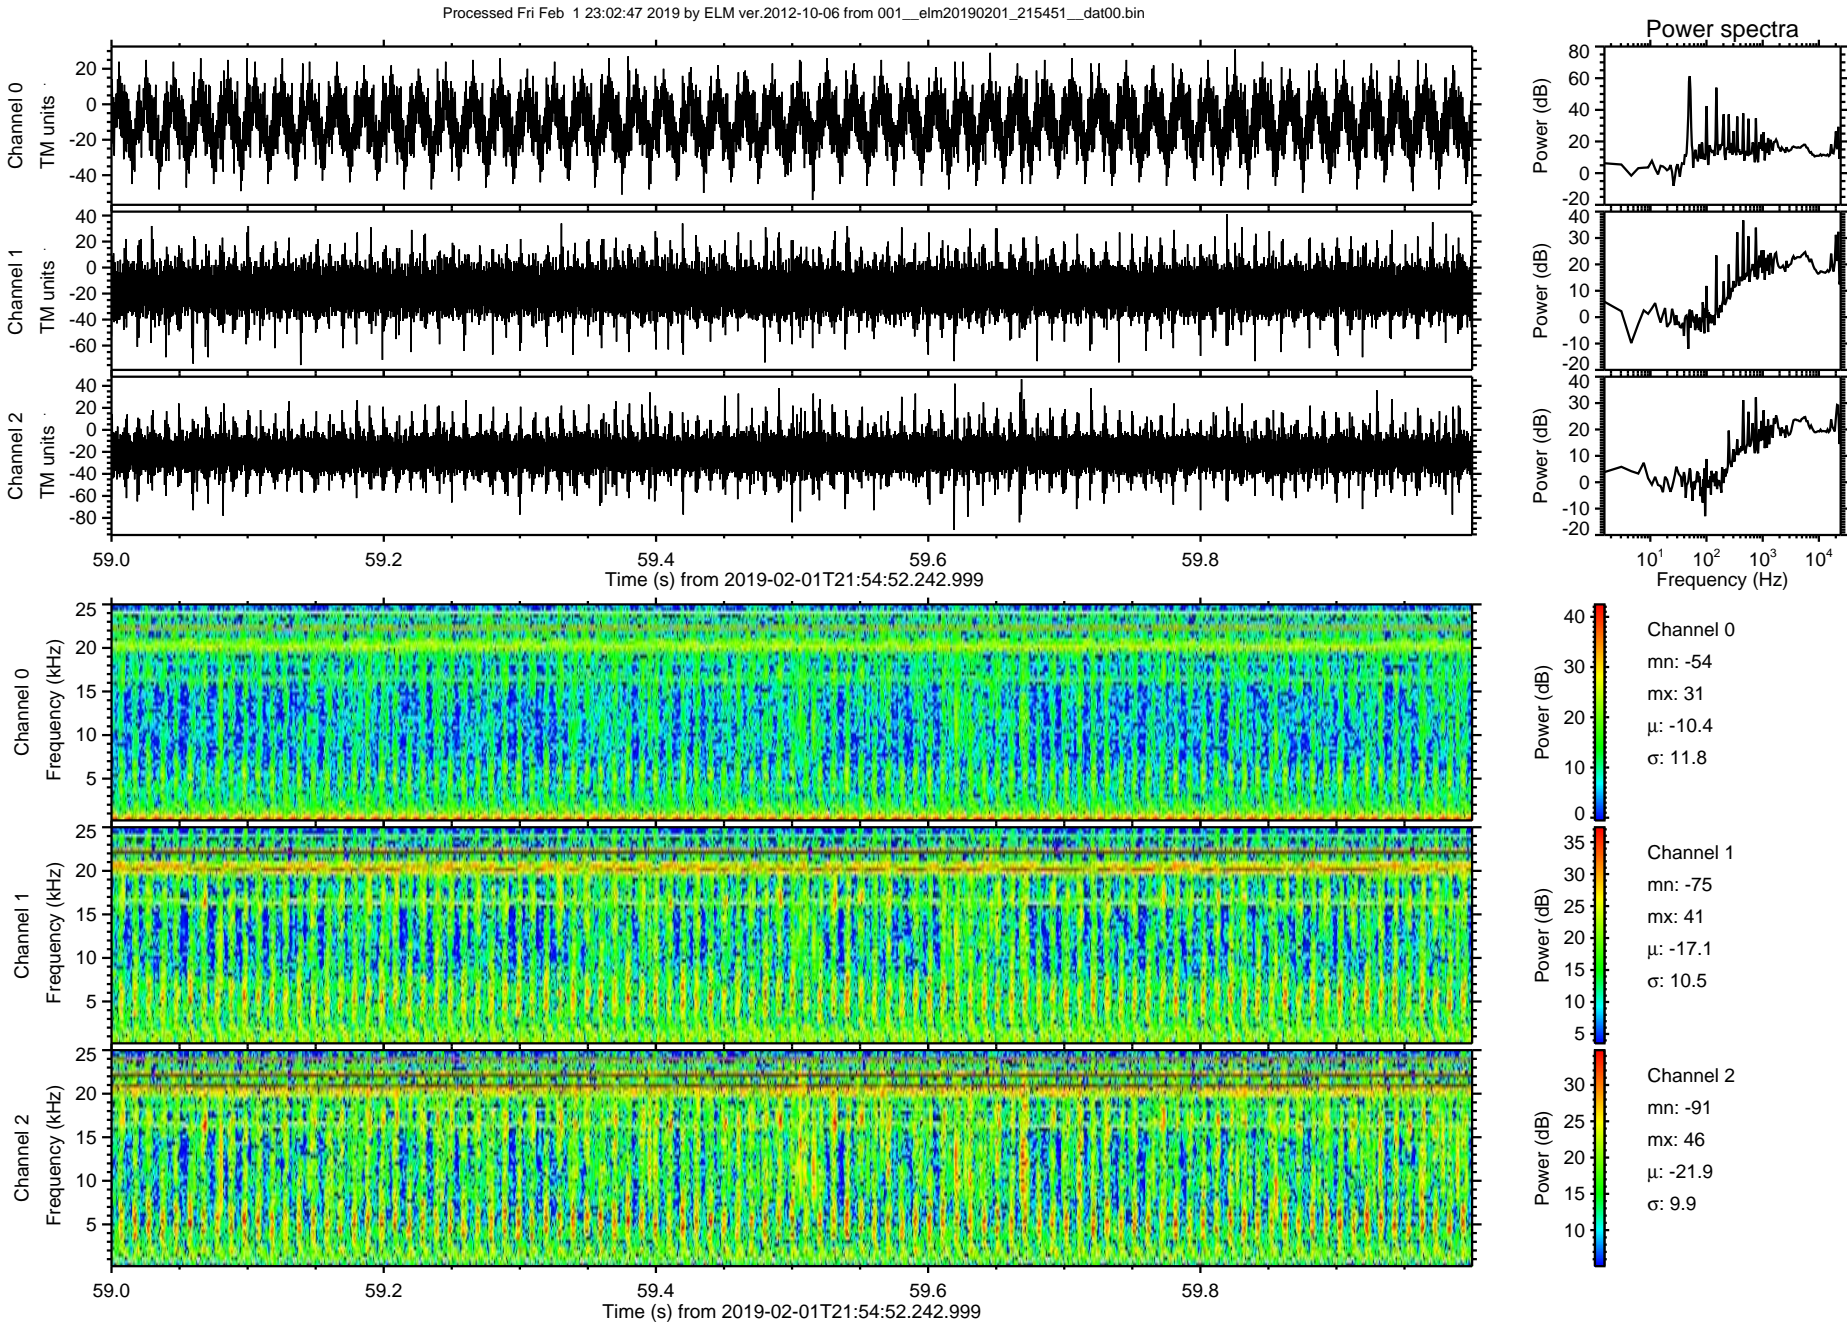 Processed Fri Feb  1 23:02:47 2019 by ELM ver.2012-10-06 from 001__elm20190201_215451__dat00.bin
Power spectra
Channel 0
TM units
20
0
-20
-40
Power (dB)
80
60
40
20
0
-20
Channel 1
TM units
40
20
0
-20
-40
-60
Power (dB)
40
30
20
10
0
-10
-20
Channel 2
TM units
40
20
0
-20
-40
-60
-80
Power (dB)
40
30
20
10
0
-10
-20
59.0 59.2 59.4 59.6 59.8
Time (s) from 2019-02-01T21:54:52.242.999
10^1 10^2 10^3 10^4
Frequency (Hz)
Channel 0
Frequency (kHz)
25
20
15
10
5
Power (dB)
40
30
20
10
0
Channel 0
mn: -54
mx: 31
μ: -10.4
σ: 11.8
Channel 1
Frequency (kHz)
25
20
15
10
5
Power (dB)
35
30
25
20
15
10
5
Channel 1
mn: -75
mx: 41
μ: -17.1
σ: 10.5
Channel 2
Frequency (kHz)
25
20
15
10
5
Power (dB)
30
25
20
15
10
Channel 2
mn: -91
mx: 46
μ: -21.9
σ: 9.9
59.0 59.2 59.4 59.6 59.8
Time (s) from 2019-02-01T21:54:52.242.999